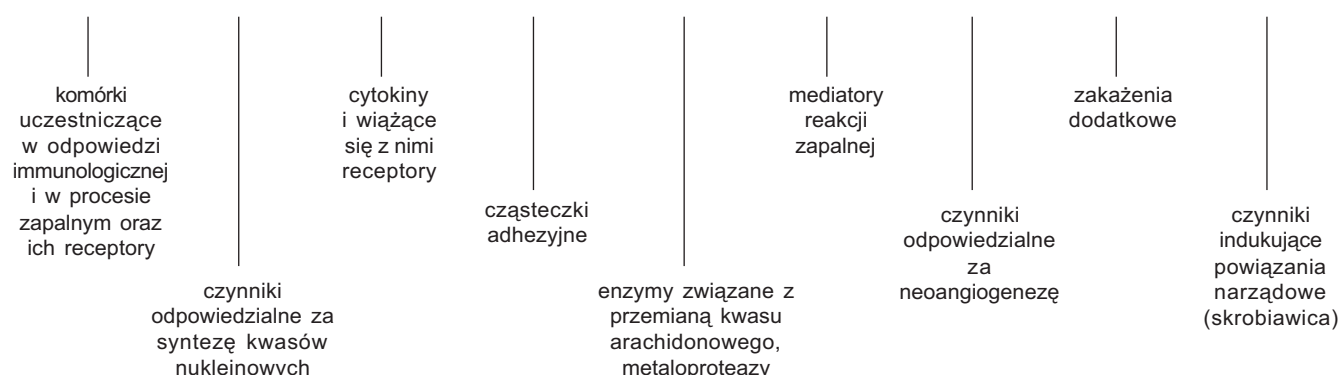 komórki
uczestniczące
w odpowiedzi
immunologicznej
i w procesie
zapalnym oraz
ich receptory
czynniki
odpowiedzialne za
syntezę kwasów
nukleinowych
cytokiny
i wiążące
się z nimi
receptory
cząsteczki
adhezyjne
enzymy związane z
przemianą kwasu
arachidonowego,
metaloproteazy
mediatory
reakcji
zapalnej
czynniki
odpowiedzialne
za
neoangiogenezę
zakażenia
dodatkowe
czynniki
indukujące
powiązania
narządowe
(skrobiawica)